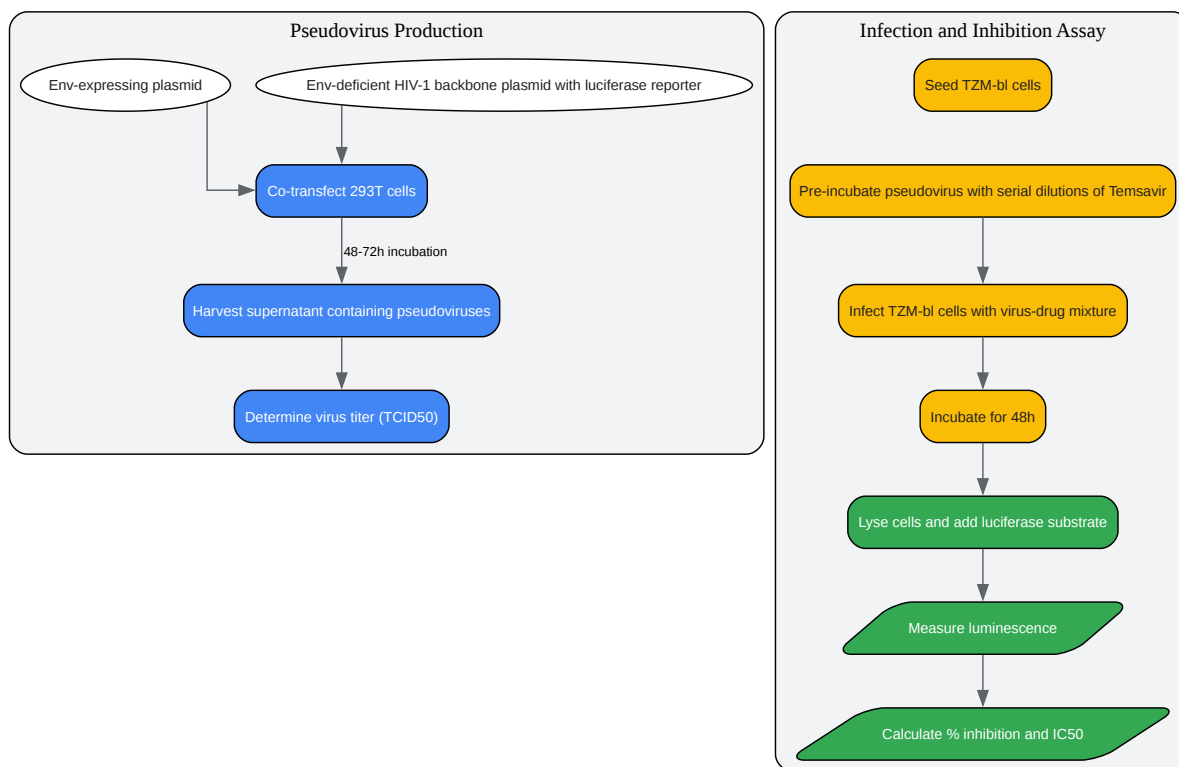 Pseudovirus Production
Env-expressing plasmid
Env-deficient HIV-1 backbone plasmid with luciferase reporter
Co-transfect 293T cells
48-72h incubation
Harvest supernatant containing pseudoviruses
Determine virus titer (TCID50)
Infection and Inhibition Assay
Seed TZM-bl cells
Pre-incubate pseudovirus with serial dilutions of Temsavir
Infect TZM-bl cells with virus-drug mixture
Incubate for 48h
Lyse cells and add luciferase substrate
Measure luminescence
Calculate % inhibition and IC50